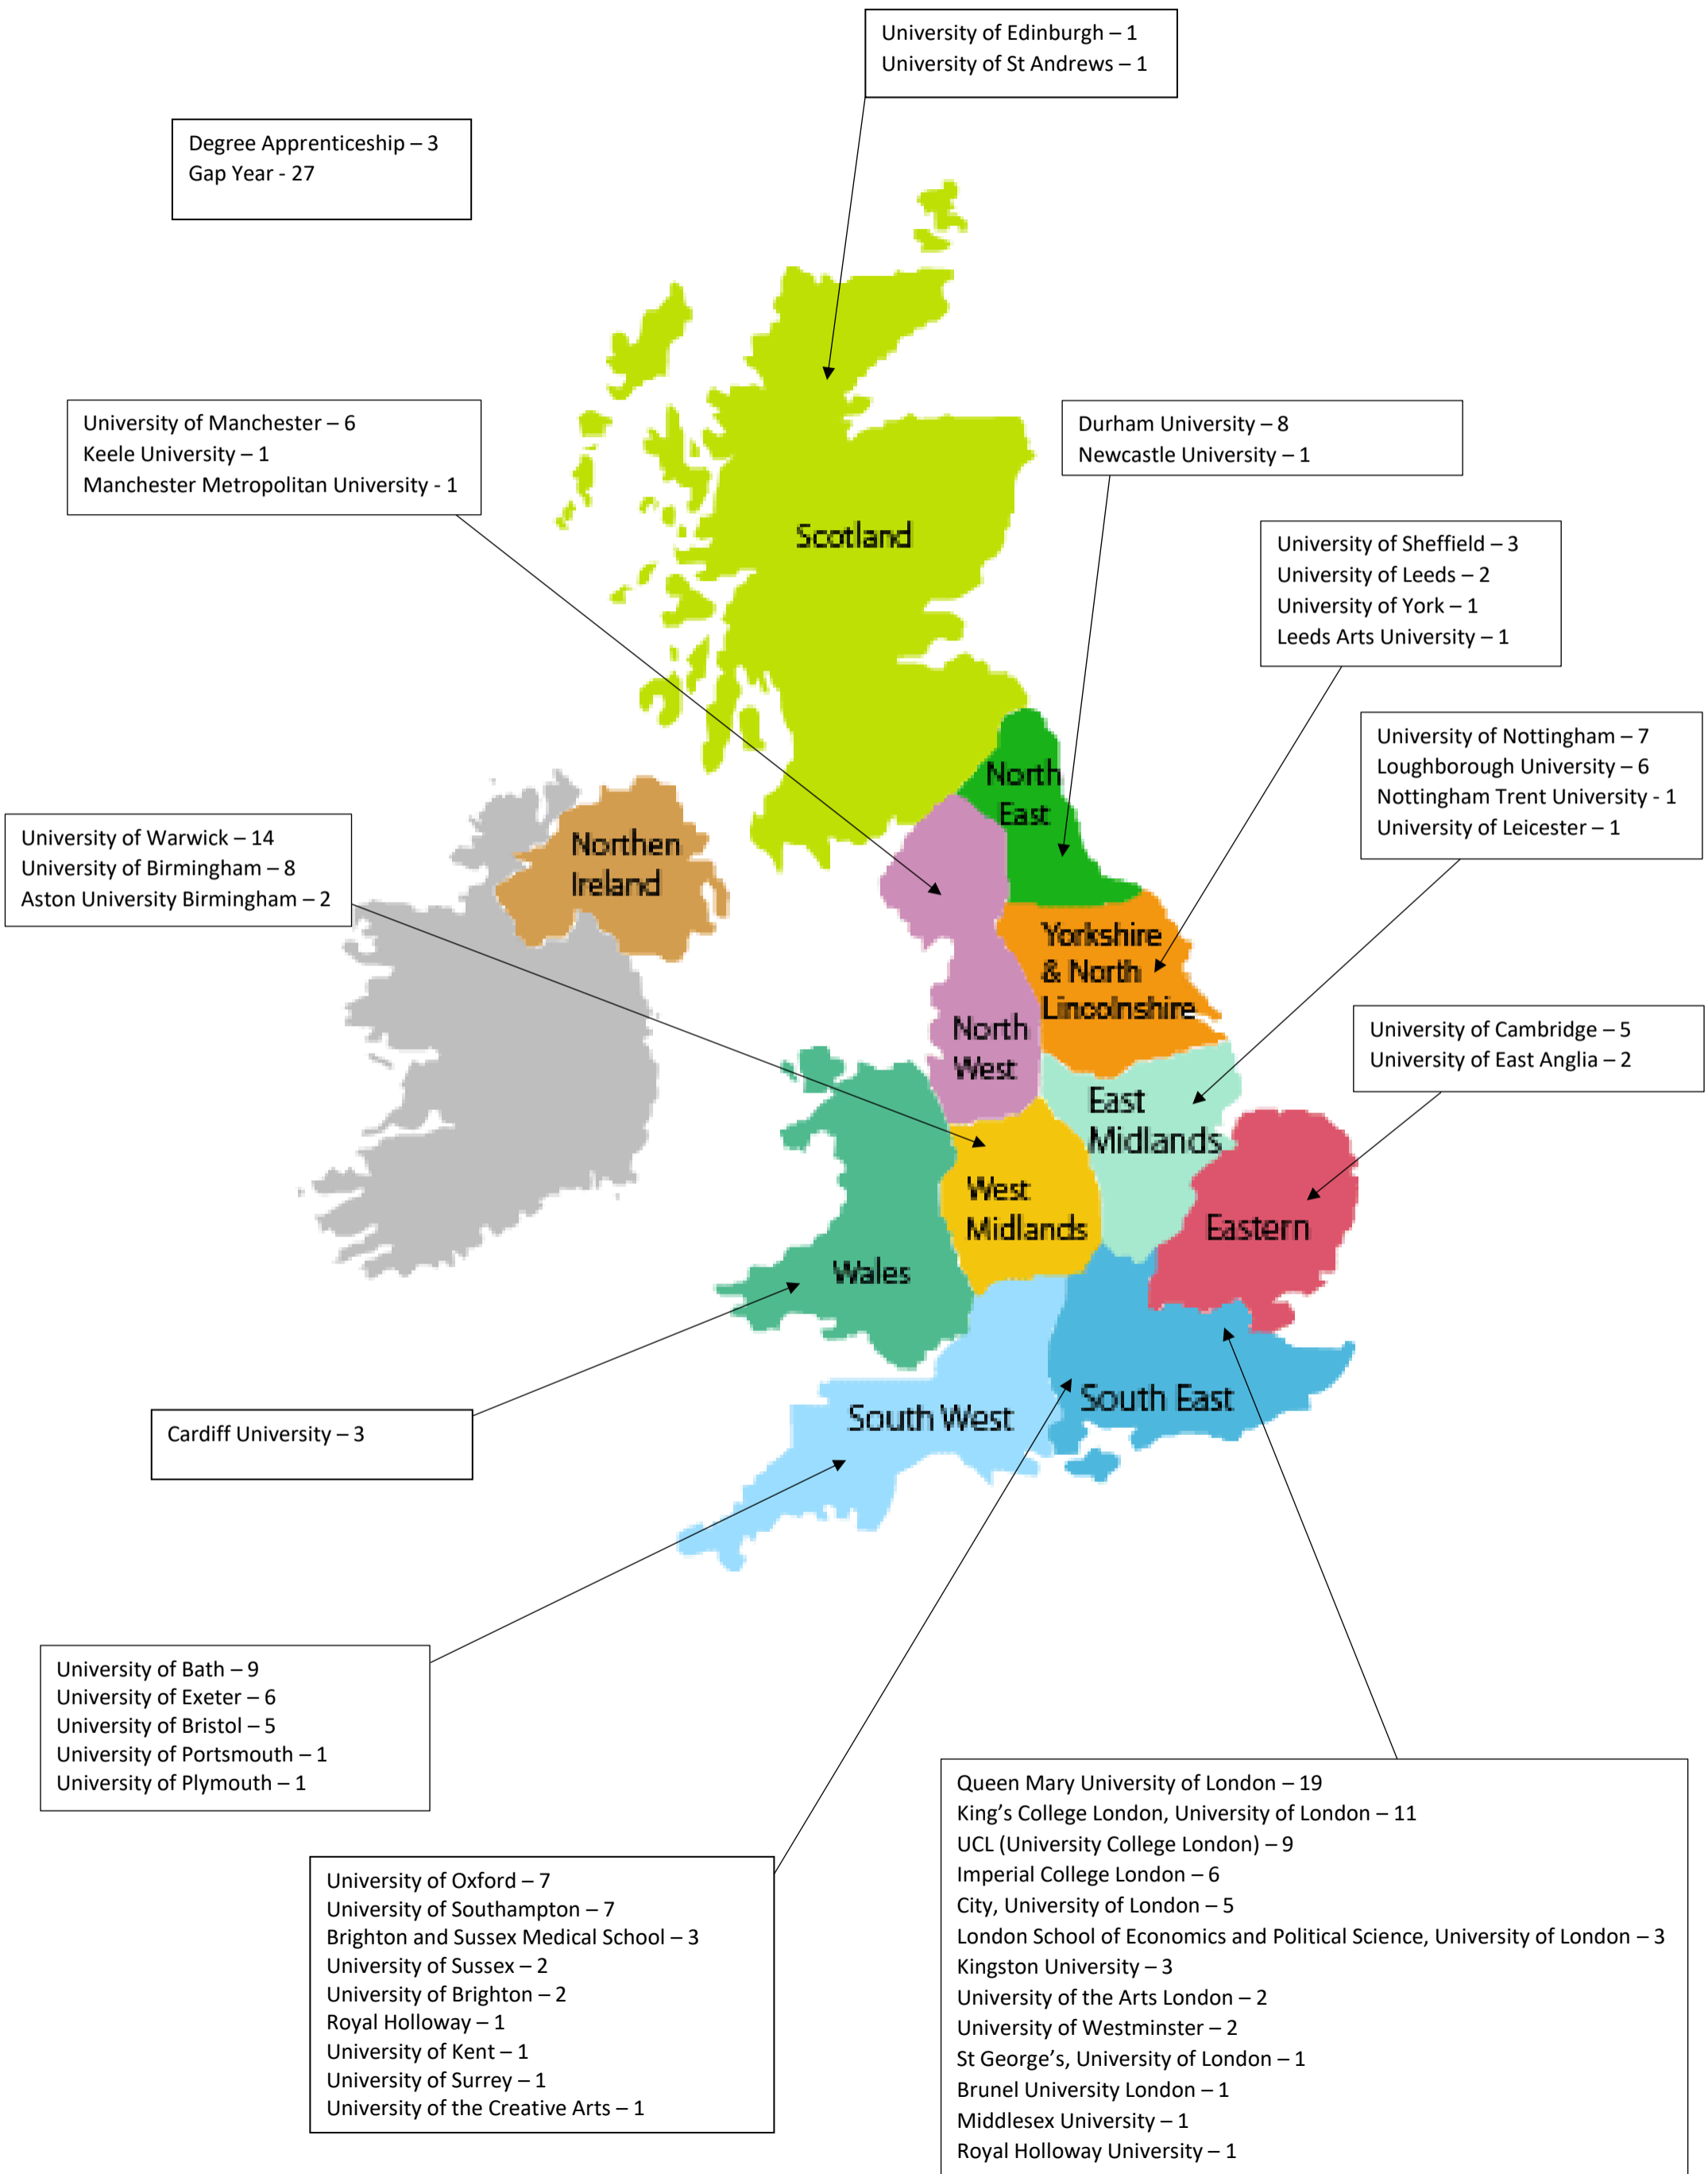 University of Edinburgh – 1
University of St Andrews – 1
Degree Apprenticeship – 3
Gap Year - 27
University of Manchester – 6
Keele University – 1
Manchester Metropolitan University - 1
Durham University – 8
Newcastle University – 1
Scotland
University of Sheffield – 3
University of Leeds – 2
University of York – 1
Leeds Arts University – 1
University of Nottingham – 7
Loughborough University – 6
Nottingham Trent University - 1
University of Leicester – 1
North
East
University of Warwick – 14
University of Birmingham – 8
Aston University Birmingham – 2
Northen
Ireland
Yorkshire
& North
Lincolnshire
North
West
University of Cambridge – 5
University of East Anglia – 2
East
Midlands
West
Midlands
Eastern
Wales
Cardiff University – 3
South West
South East
University of Bath – 9
University of Exeter – 6
University of Bristol – 5
University of Portsmouth – 1
University of Plymouth – 1
University of Oxford – 7
University of Southampton – 7
Brighton and Sussex Medical School – 3
University of Sussex – 2
University of Brighton – 2
Royal Holloway – 1
University of Kent – 1
University of Surrey – 1
University of the Creative Arts – 1
Queen Mary University of London – 19
King’s College London, University of London – 11
UCL (University College London) – 9
Imperial College London – 6
City, University of London – 5
London School of Economics and Political Science, University of London – 3
Kingston University – 3
University of the Arts London – 2
University of Westminster – 2
St George’s, University of London – 1
Brunel University London – 1
Middlesex University – 1
Royal Holloway University – 1